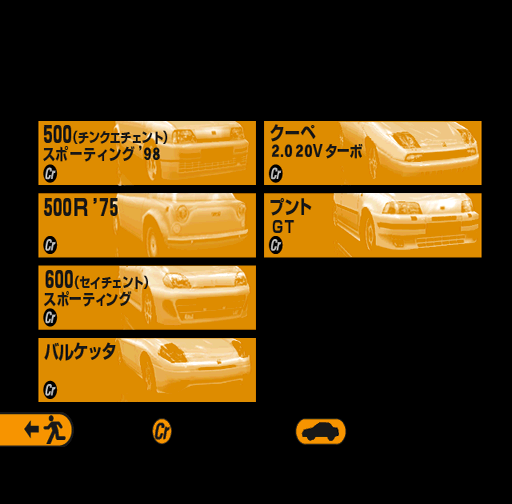 500(チンクエチェント)
スポーティング '98
Cr
500R '75
Cr
600(セイチェント)
スポーティング
Cr
バルケッタ
Cr
クーペ
2.0 20V ターボ
Cr
プント
GT
Cr
Cr